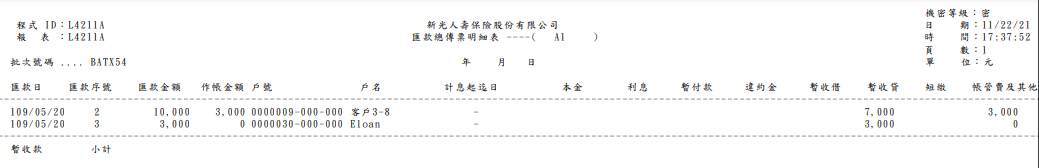 機密等級：密
程式 ID：L4211A 新光人壽保險股份有限公司 日 期：11/22/21
報 表 ：L4211A 匯款總傳票明細表 ----( A1 ) 時 間：17:37:52
頁 數：1
批次號碼 .... BATX54 年 月 日 單 位：元
匯款日 匯款序號 匯款金額 作帳金額 戶號 戶名 計息起迄日 本金 利息 暫付款 違約金 暫收借 暫收貸 短繳 帳管費及其他
109/05/20 2 10,000 3,000 0000009-000-000 客戶3-8 - 7,000 3,000
109/05/20 3 3,000 0 0000030-000-000 Eloan - 3,000 0
暫收款 小計